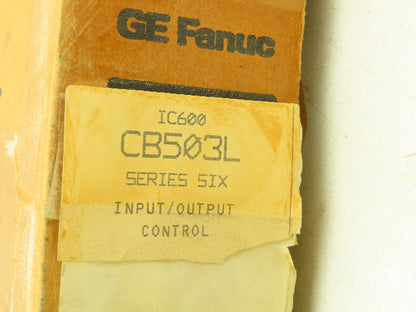 GE Fanuc
IC600
CB503L
SERIES SIX
INPUT/OUTPUT
CONTROL